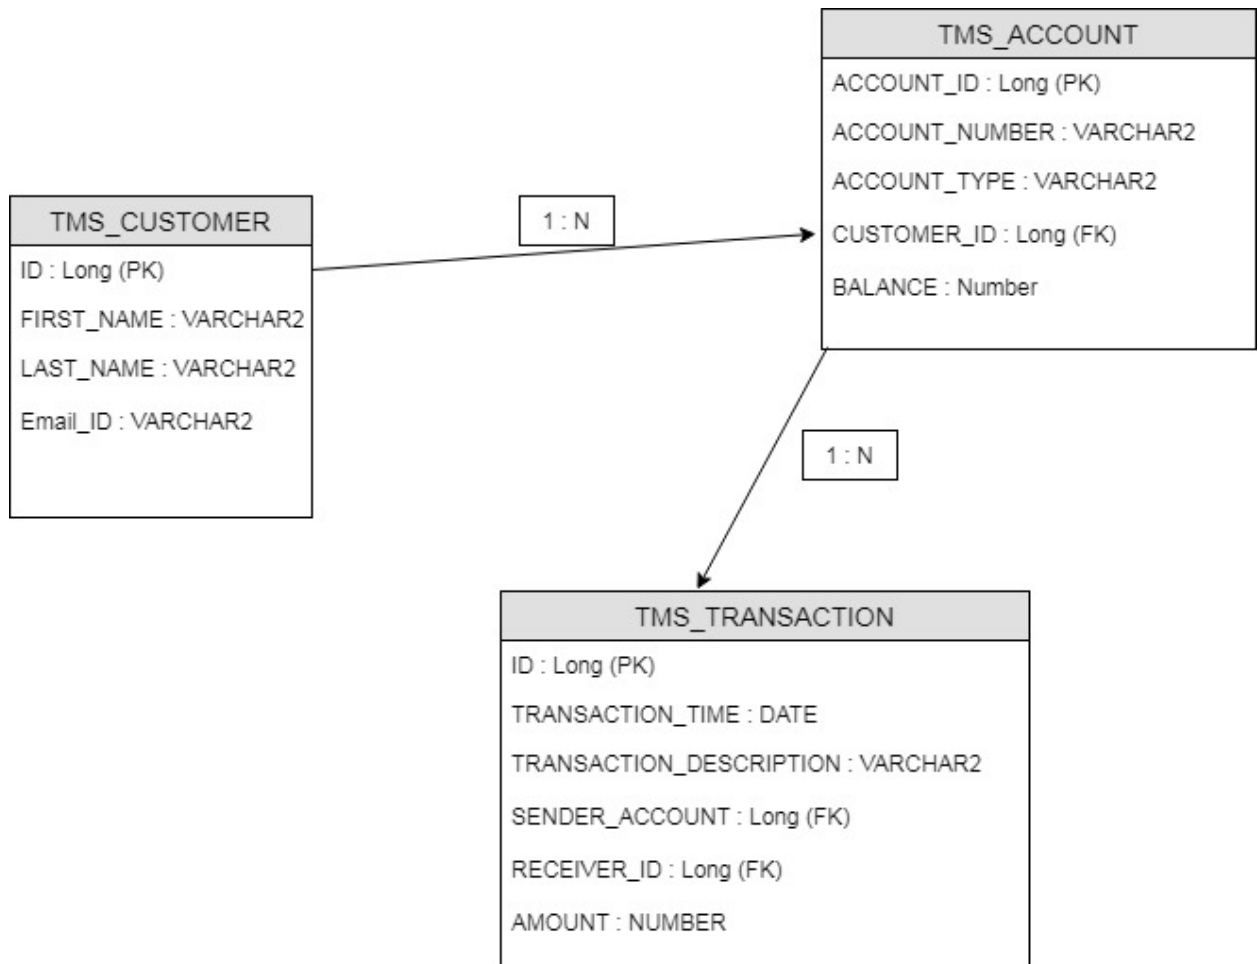 TMS_ACCOUNT
ACCOUNT_ID : Long (PK)
ACCOUNT_NUMBER : VARCHAR2
ACCOUNT_TYPE : VARCHAR2
CUSTOMER_ID : Long (FK)
BALANCE : Number
TMS_CUSTOMER
ID : Long (PK)
FIRST_NAME : VARCHAR2
LAST_NAME : VARCHAR2
Email_ID : VARCHAR2
1 : N
1 : N
TMS_TRANSACTION
ID : Long (PK)
TRANSACTION_TIME : DATE
TRANSACTION_DESCRIPTION : VARCHAR2
SENDER_ACCOUNT : Long (FK)
RECEIVER_ID : Long (FK)
AMOUNT : NUMBER